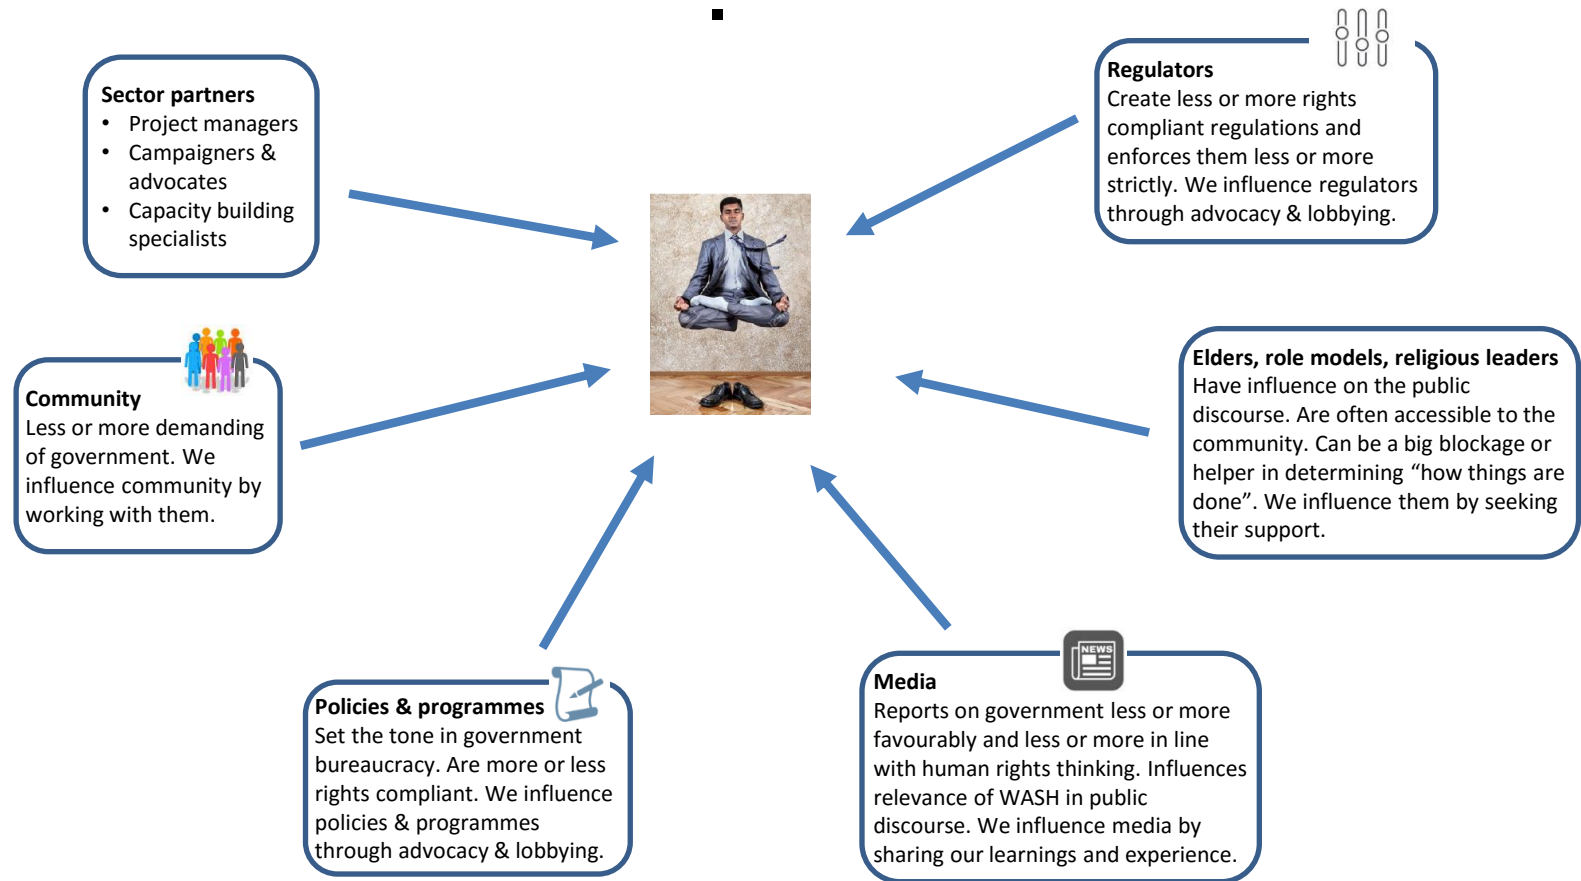 Sector partners
• Project managers
• Campaigners &
advocates
• Capacity building
specialists
Regulators
Create less or more rights
compliant regulations and
enforces them less or more
strictly. We influence regulators
through advocacy & lobbying.
Community
Less or more demanding
of government. We
influence community by
working with them.
Elders, role models, religious leaders
Have influence on the public
discourse. Are often accessible to the
community. Can be a big blockage or
helper in determining “how things are
done”. We influence them by seeking
their support.
Policies & programmes
Set the tone in government
bureaucracy. Are more or less
rights compliant. We influence
policies & programmes
through advocacy & lobbying.
NEWS
Media
Reports on government less or more
favourably and less or more in line
with human rights thinking. Influences
relevance of WASH in public
discourse. We influence media by
sharing our learnings and experience.